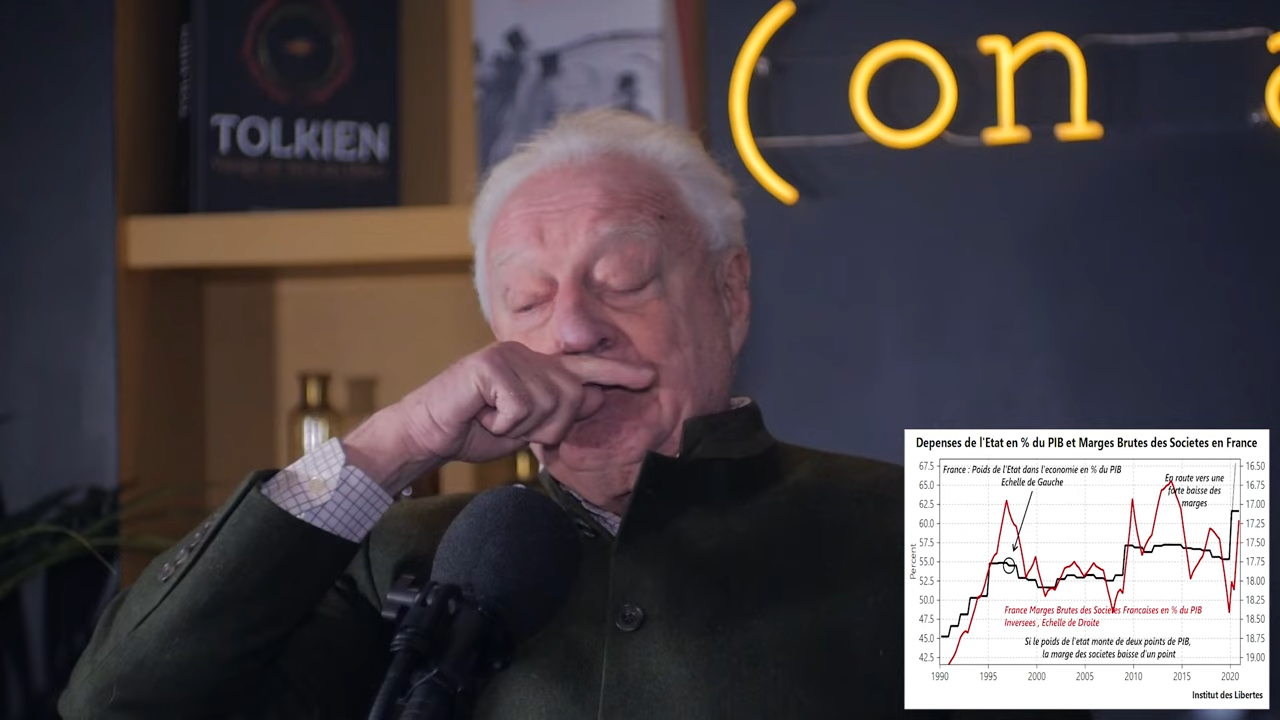 TOLKIEN
(on a
Depenses de l'Etat en % du PIB et Marges Brutes des Societes en France
France : Poids de l'Etat dans l'economie en % du PIB
Echelle de Gauche
En route vers une
forte baisse des
marges
Percent
67.5
65.0
62.5
60.0
57.5
55.0
52.5
50.0
47.5
45.0
42.5
16.50
16.75
17.00
17.25
17.50
17.75
18.00
18.25
18.50
18.75
19.00
France Marges Brutes des Societes Francaises en % du PIB
Inversees , Echelle de Droite
Si le poids de l'etat monte de deux points de PIB,
la marge des societes baisse d'un point
1990 1995 2000 2005 2010 2015 2020
Institut des Libertes